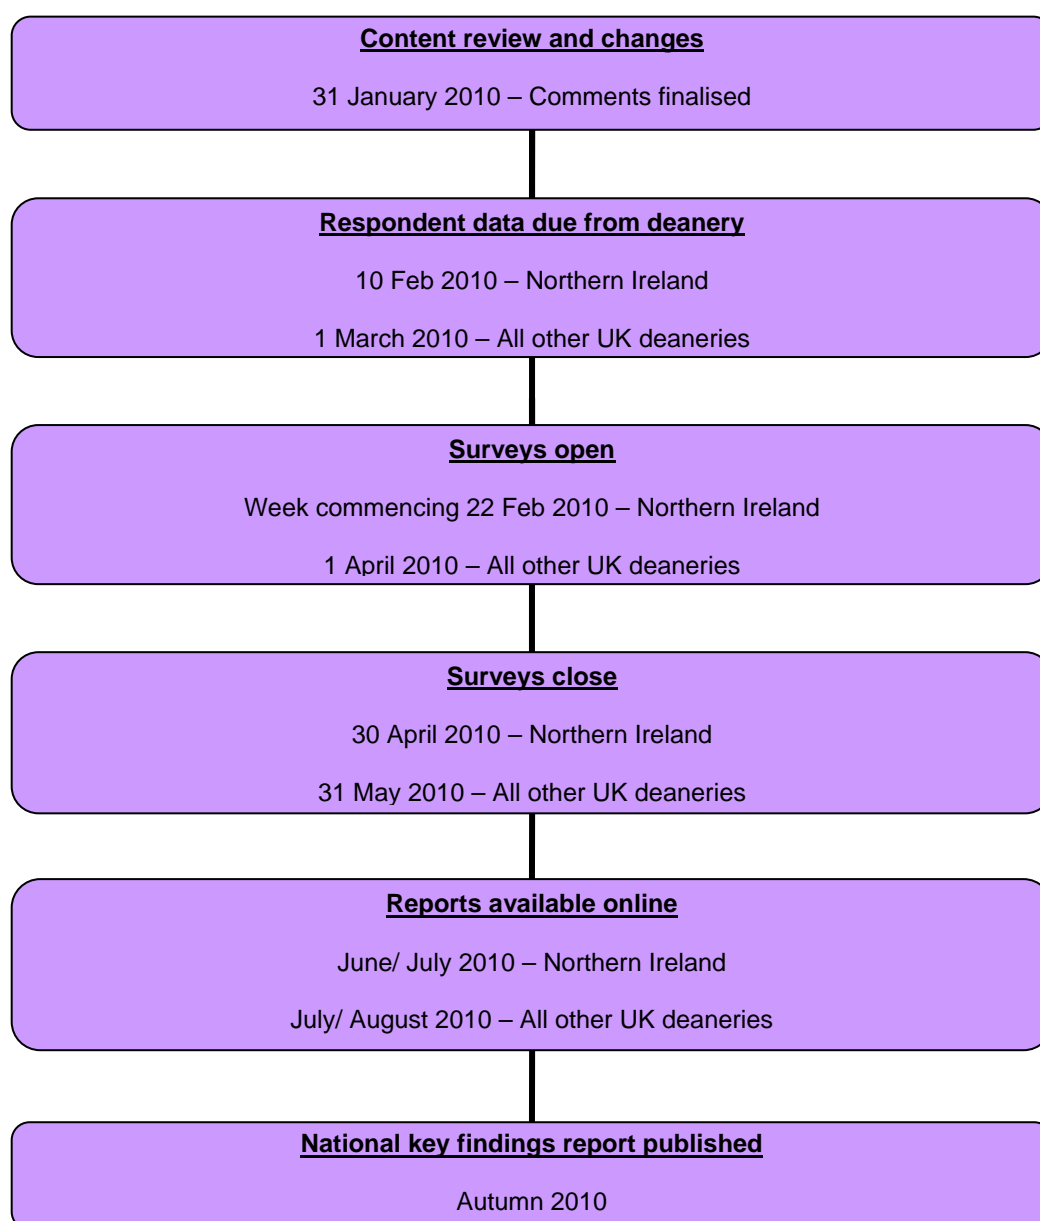 Content review and changes
31 January 2010 – Comments finalised
Respondent data due from deanery
10 Feb 2010 – Northern Ireland
1 March 2010 – All other UK deaneries
Surveys open
Week commencing 22 Feb 2010 – Northern Ireland
1 April 2010 – All other UK deaneries
Surveys close
30 April 2010 – Northern Ireland
31 May 2010 – All other UK deaneries
Reports available online
June/ July 2010 – Northern Ireland
July/ August 2010 – All other UK deaneries
National key findings report published
Autumn 2010